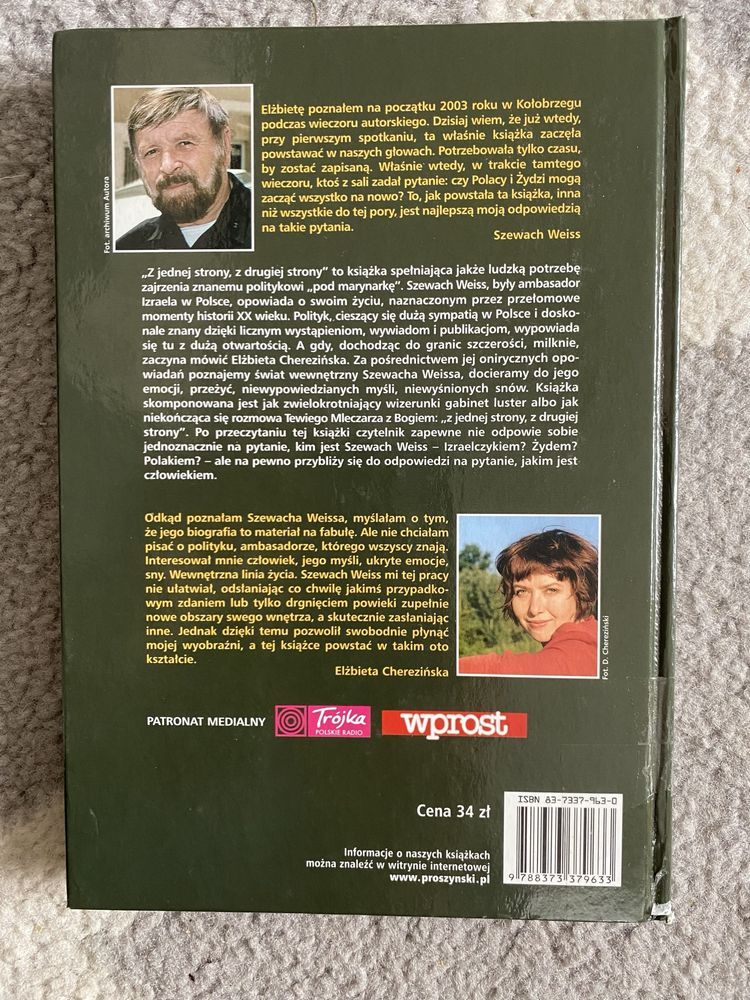 Elżbietę poznałem na początku 2003 roku w Kołobrzegu
podczas wieczoru autorskiego. Dzisiaj wiem, że już wtedy,
przy pierwszym spotkaniu, ta właśnie książka zaczęła
powstawać w naszych głowach. Potrzebowała tylko czasu,
by zostać zapisaną. Właśnie wtedy, w trakcie tamtego
wieczoru, ktoś z sali zadał pytanie: czy Polacy i Żydzi mogą
zacząć wszystko na nowo? To, jak powstała ta książka, inna
niż wszystkie do tej pory, jest najlepszą moją odpowiedzią
na takie pytania.
Szewach Weiss
Fot. archiwum Autora
„Z jednej strony, z drugiej strony” to książka spełniająca jakże ludzką potrzebę
zajrzenia znanemu politykowi „pod marynarkę”. Szewach Weiss, były ambasador
Izraela w Polsce, opowiada o swoim życiu, naznaczonym przez przełomowe
momenty historii XX wieku. Polityk, cieszący się dużą sympatią w Polsce i dosko-
nale znany dzięki licznym wystąpieniom, wywiadom i publikacjom, wypowiada
się tu z dużą otwartością. A gdy, dochodząc do granic szczerości, milknie,
zaczyna mówić Elżbieta Cherezińska. Za pośrednictwem jej onirycznych opo-
wiadań poznajemy świat wewnętrzny Szewacha Weissa, docieramy do jego
emocji, przeżyć, niewypowiedzianych myśli, niewyśnionych snów. Książka
skomponowana jest jak zwielokrotniający wizerunki gabinet luster albo jak
niekończąca się rozmowa Tewiego Mleczarza z Bogiem: „z jednej strony, z drugiej
strony”. Po przeczytaniu tej książki czytelnik zapewne nie odpowie sobie
jednoznacznie na pytanie, kim jest Szewach Weiss – Izraelczykiem? Żydem?
Polakiem? – ale na pewno przybliży się do odpowiedzi na pytanie, jakim jest
człowiekiem.
Odkąd poznałam Szewacha Weissa, myślałam o tym,
że jego biografia to materiał na fabułę. Ale nie chciałam
pisać o polityku, ambasadorze, którego wszyscy znają.
Interesował mnie człowiek, jego myśli, ukryte emocje,
sny. Wewnętrzna linia życia. Szewach Weiss mi tej pracy
nie ułatwiał, odsłaniając co chwilę jakimś przypadko-
wym zdaniem lub tylko drgnięciem powieki zupełnie
nowe obszary swego wnętrza, a skutecznie zasłaniając
inne. Jednak dzięki temu pozwolił swobodnie płynąć
mojej wyobraźni, a tej książce powstać w takim oto
kształcie.
Elżbieta Cherezińska
Fot. D. Chereziński
PATRONAT MEDIALNY
Trójka
POLSKIE RADIO
wprost
Cena 34 zł
ISBN 83-7337-963-0
9 788373 379633
Informacje o naszych książkach
można znaleźć w witrynie internetowej
www.proszynski.pl